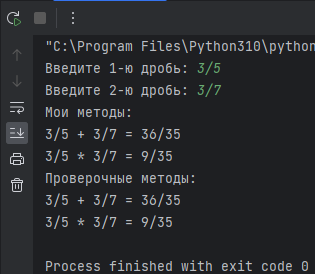 "C:\Program Files\Python310\python
Введите 1-ю дробь: 3/5
Введите 2-ю дробь: 3/7
Мои методы:
3/5 + 3/7 = 36/35
3/5 * 3/7 = 9/35
Проверочные методы:
3/5 + 3/7 = 36/35
3/5 * 3/7 = 9/35
Process finished with exit code 0